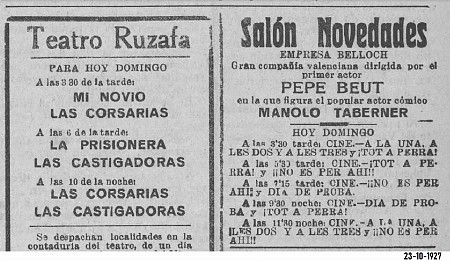 Teatro Ruzafa
PARA HOY DOMINGO
A las 3'30 de la tarde:
MI NOVIO
LAS CORSARIAS
A las 6 de la tarde:
LA PRISIONERA
LAS CASTIGADORAS
A las 10 de la noche:
LAS CORSARIAS
LAS CASTIGADORAS
Se despachan localidades en la
contaduría del teatro, de un día
Salón Novedades
EMPRESA BELLOCH
Gran compañía valenciana dirigida por el
primer actor
PEPE BEUT
en la que figura el popular actor cómico
MANOLO TABERNER
HOY DOMINGO
A las 3'30 tarde: CINE.—A LA UNA, A
LES DOS Y A LES TRES y ¡TOT A PERRA!
A las 5'30 tarde: CINE.—¡TOT A PE-
RRA! y ¡¡NO ES PER AHI!!
A las 7'15 tarde: CINE.—¡¡NO ES PER
AHI!! y DIA DE PROBA.
A las 9'30 noche: CINE.—DIA DE PRO-
BA y ¡TOT A PERRA!
A las 11'30 noche: CINE.—A LA UNA, A
LES DOS Y A LES TRES y ¡¡NO ES PER
AHI!!
23-10-1927